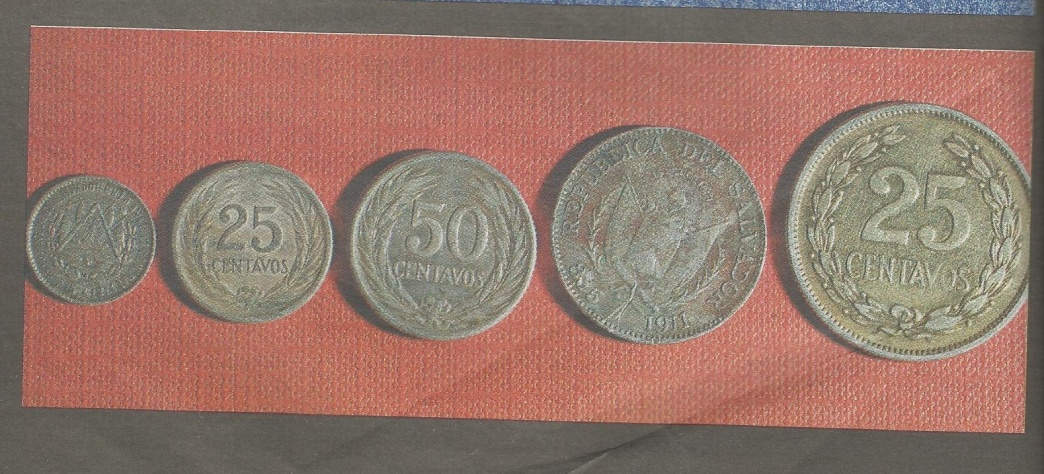 25
CENTAVOS
50
CENTAVOS
REPUBLICA DEL SALVADOR
1911
25
CENTAVOS